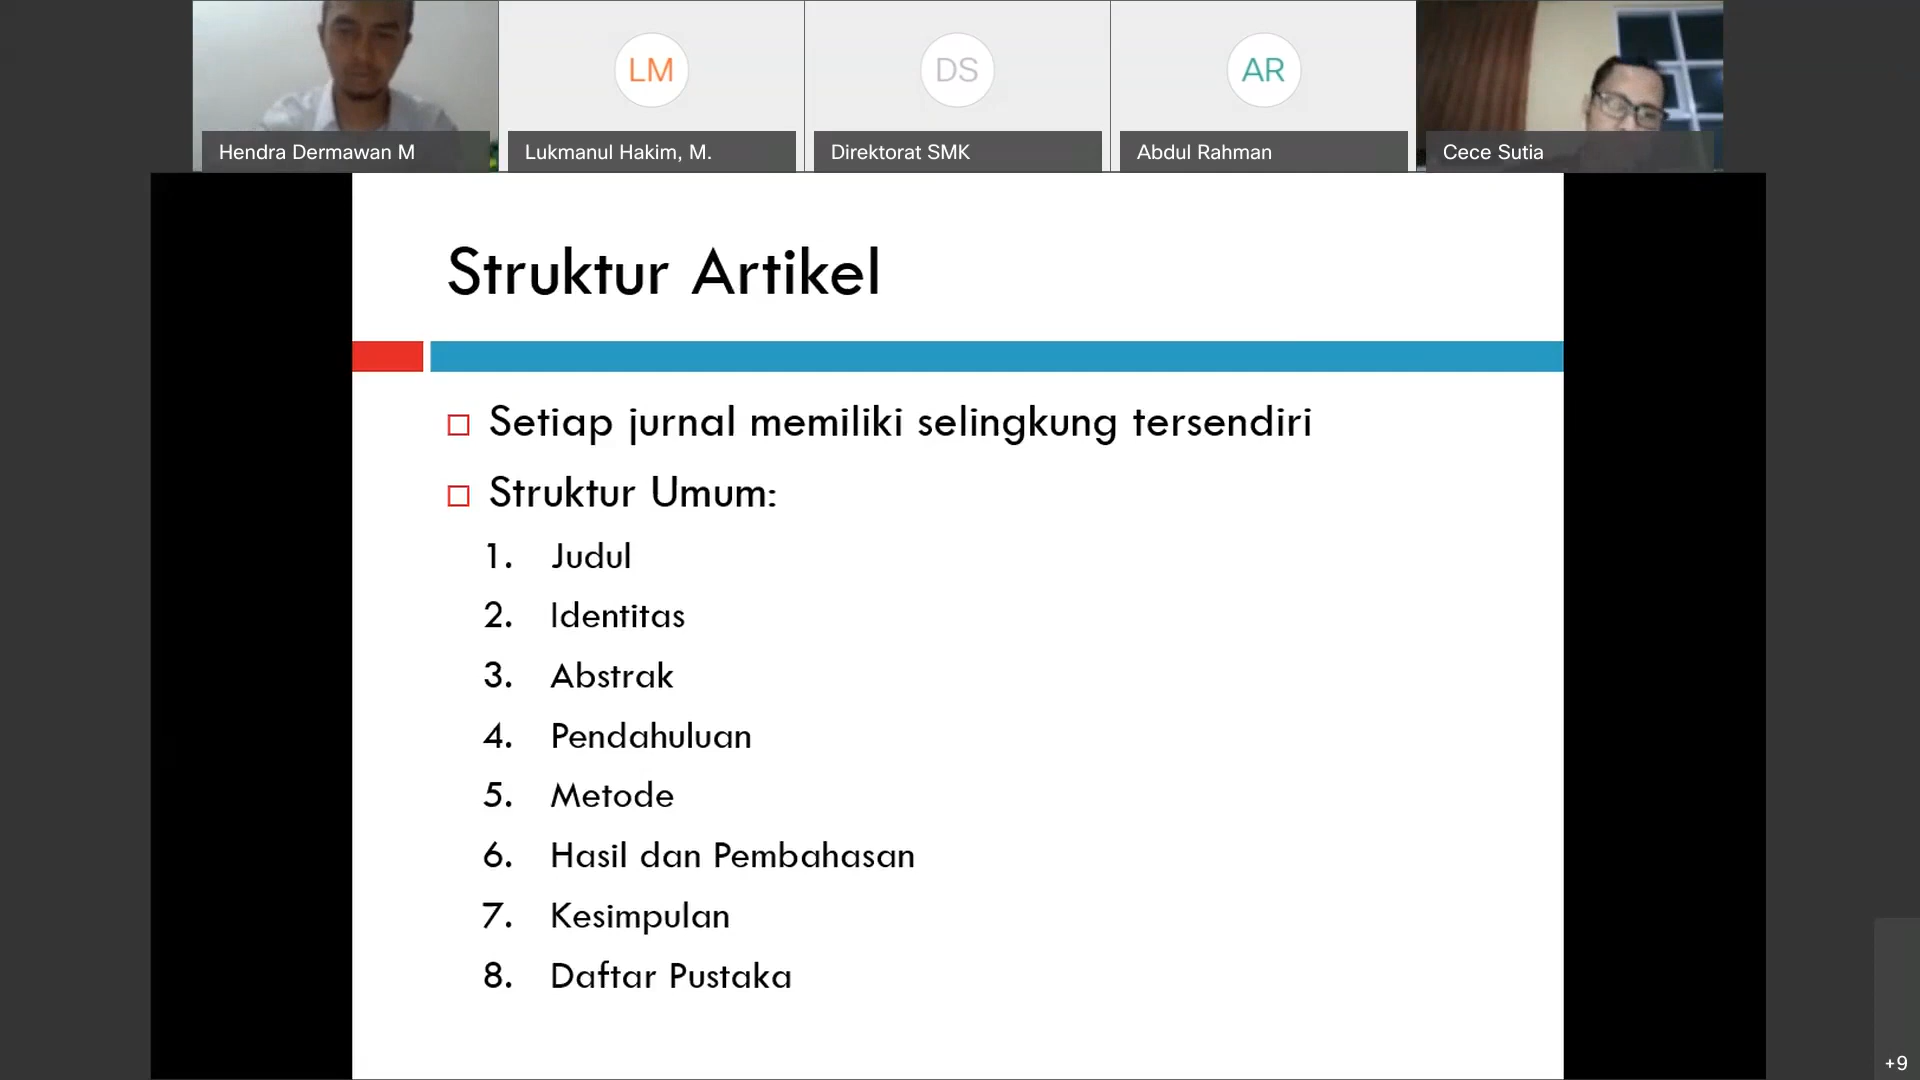 LM
DS
AR
Hendra Dermawan M
Lukmanul Hakim, M.
Direktorat SMK
Abdul Rahman
Cece Sutia
Struktur Artikel
Setiap jurnal memiliki selingkung tersendiri
Struktur Umum:
1. Judul
2. Identitas
3. Abstrak
4. Pendahuluan
5. Metode
6. Hasil dan Pembahasan
7. Kesimpulan
8. Daftar Pustaka
+9